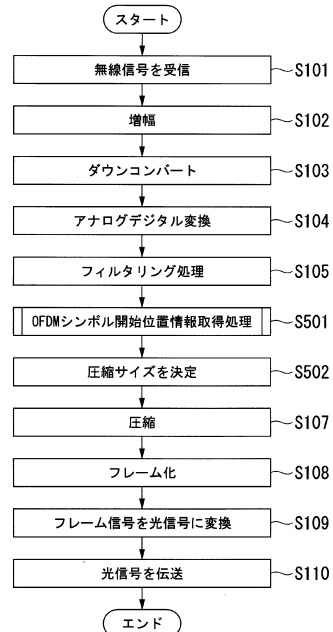 スタート
無線信号を受信 S101
増幅 S102
ダウンコンバート S103
アナログデジタル変換 S104
フィルタリング処理 S105
OFDMシンボル開始位置情報取得処理 S501
圧縮サイズを決定 S502
圧縮 S107
フレーム化 S108
フレーム信号を光信号に変換 S109
光信号を伝送 S110
エンド